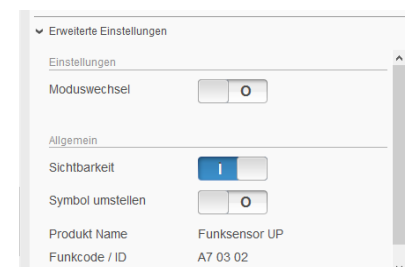 Erweiterte Einstellungen
Einstellungen
Moduswechsel O
Allgemein
Sichtbarkeit I
Symbol umstellen O
Produkt Name Funksensor UP
Funkcode / ID A7 03 02